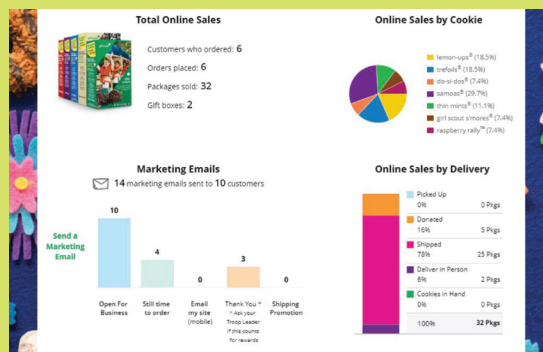 Total Online Sales
Customers who ordered: 6
Orders placed: 6
Packages sold: 32
Gift boxes: 2
Online Sales by Cookie
lemon-ups® (18.5%)
trefoils® (18.5%)
do-si-dos® (7.4%)
samoas® (29.7%)
thin mints® (11.1%)
girl scout s'mores® (7.4%)
raspberry rally™ (7.4%)
Marketing Emails
14 marketing emails sent to 10 customers
Send a
Marketing
Email
10
4
0
3
0
Open For
Business
Still time
to order
Email
my site
(mobile)
Thank You *
* Ask your
Troop Leader
if this counts
for rewards
Shipping
Promotion
Online Sales by Delivery
Picked Up
0% 0 Pkgs
Donated
16% 5 Pkgs
Shipped
78% 25 Pkgs
Deliver in Person
6% 2 Pkgs
Cookies in Hand
0% 0 Pkgs
100% 32 Pkgs